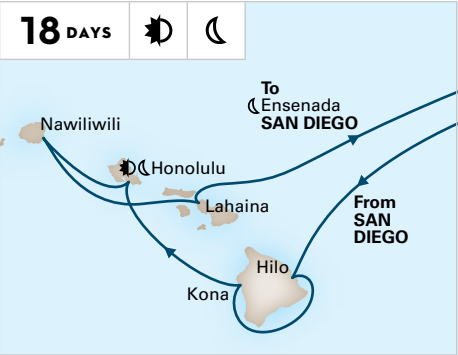 18 DAYS
To
Ensenada
SAN DIEGO
Nawiliwili
Honolulu
Lahaina
From
SAN
DIEGO
Hilo
Kona